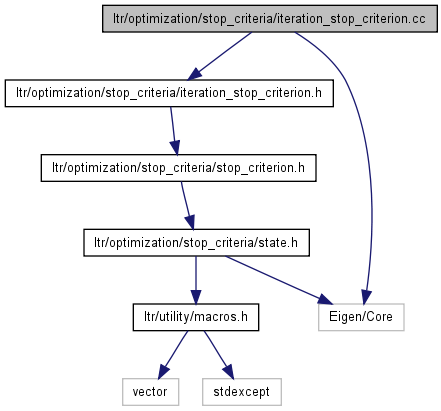 ltr/optimization/stop_criteria/iteration_stop_criterion.cc
ltr/optimization/stop_criteria/iteration_stop_criterion.h
ltr/optimization/stop_criteria/stop_criterion.h
ltr/optimization/stop_criteria/state.h
ltr/utility/macros.h
Eigen/Core
vector
stdexcept